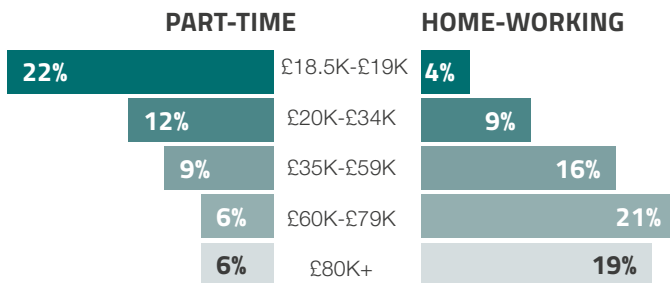 PART-TIME HOME-WORKING
22% £18.5K-£19K 4%
12% £20K-£34K 9%
9% £35K-£59K 16%
6% £60K-£79K 21%
6% £80K+ 19%